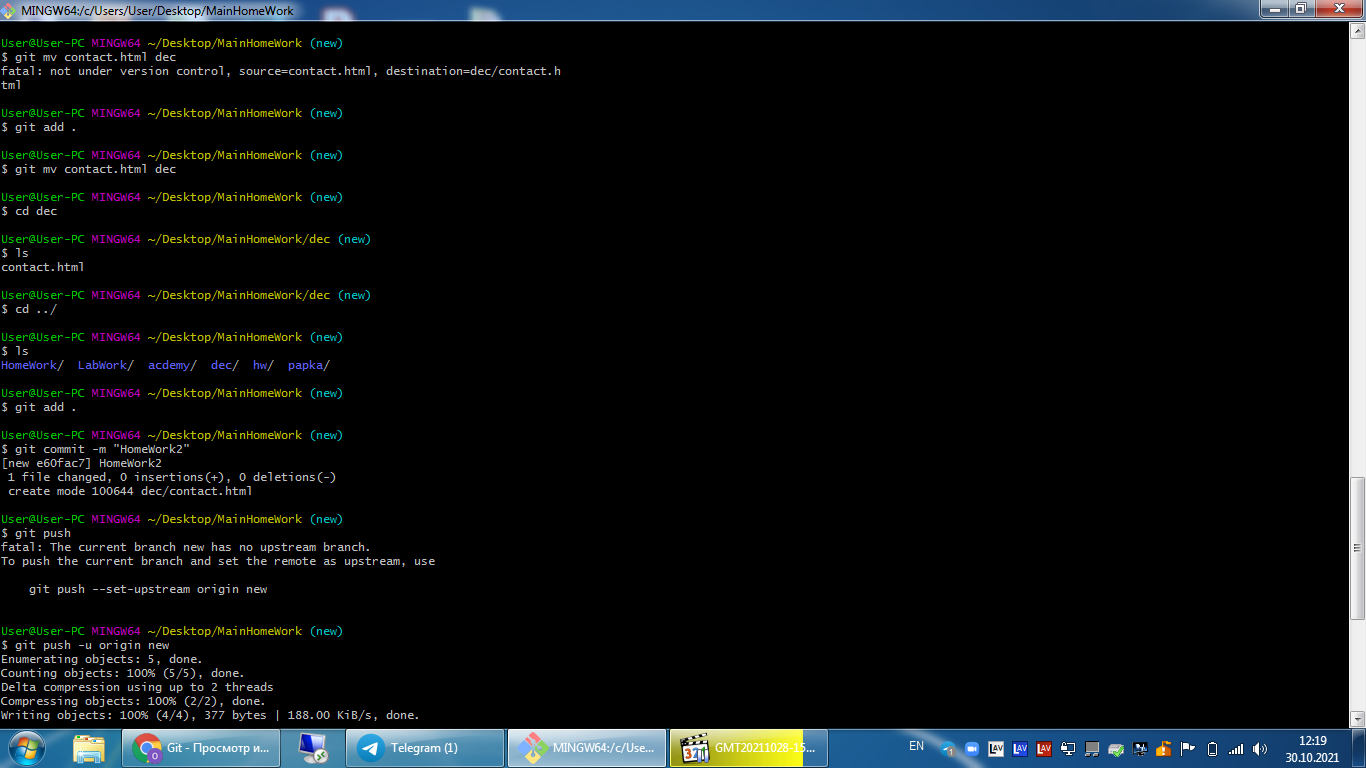 MINGW64:/c/Users/User/Desktop/MainHomeWork
User@User-PC MINGW64 ~/Desktop/MainHomeWork (new)
$ git mv contact.html dec
fatal: not under version control, source=contact.html, destination=dec/contact.h
tml
User@User-PC MINGW64 ~/Desktop/MainHomeWork (new)
$ git add .
User@User-PC MINGW64 ~/Desktop/MainHomeWork (new)
$ git mv contact.html dec
User@User-PC MINGW64 ~/Desktop/MainHomeWork (new)
$ cd dec
User@User-PC MINGW64 ~/Desktop/MainHomeWork/dec (new)
$ ls
contact.html
User@User-PC MINGW64 ~/Desktop/MainHomeWork/dec (new)
$ cd ../
User@User-PC MINGW64 ~/Desktop/MainHomeWork (new)
$ ls
HomeWork/  LabWork/  acdemy/  dec/  hw/  papka/
User@User-PC MINGW64 ~/Desktop/MainHomeWork (new)
$ git add .
User@User-PC MINGW64 ~/Desktop/MainHomeWork (new)
$ git commit -m "HomeWork2"
[new e60fac7] HomeWork2
 1 file changed, 0 insertions(+), 0 deletions(-)
 create mode 100644 dec/contact.html
User@User-PC MINGW64 ~/Desktop/MainHomeWork (new)
$ git push
fatal: The current branch new has no upstream branch.
To push the current branch and set the remote as upstream, use
    git push --set-upstream origin new
User@User-PC MINGW64 ~/Desktop/MainHomeWork (new)
$ git push -u origin new
Enumerating objects: 5, done.
Counting objects: 100% (5/5), done.
Delta compression using up to 2 threads
Compressing objects: 100% (2/2), done.
Writing objects: 100% (4/4), 377 bytes | 188.00 KiB/s, done.
Git - Просмотр и... Telegram (1) MINGW64:/c/Use... GMT20211028-15... EN LAV LAV LAV 12:19
30.10.2021